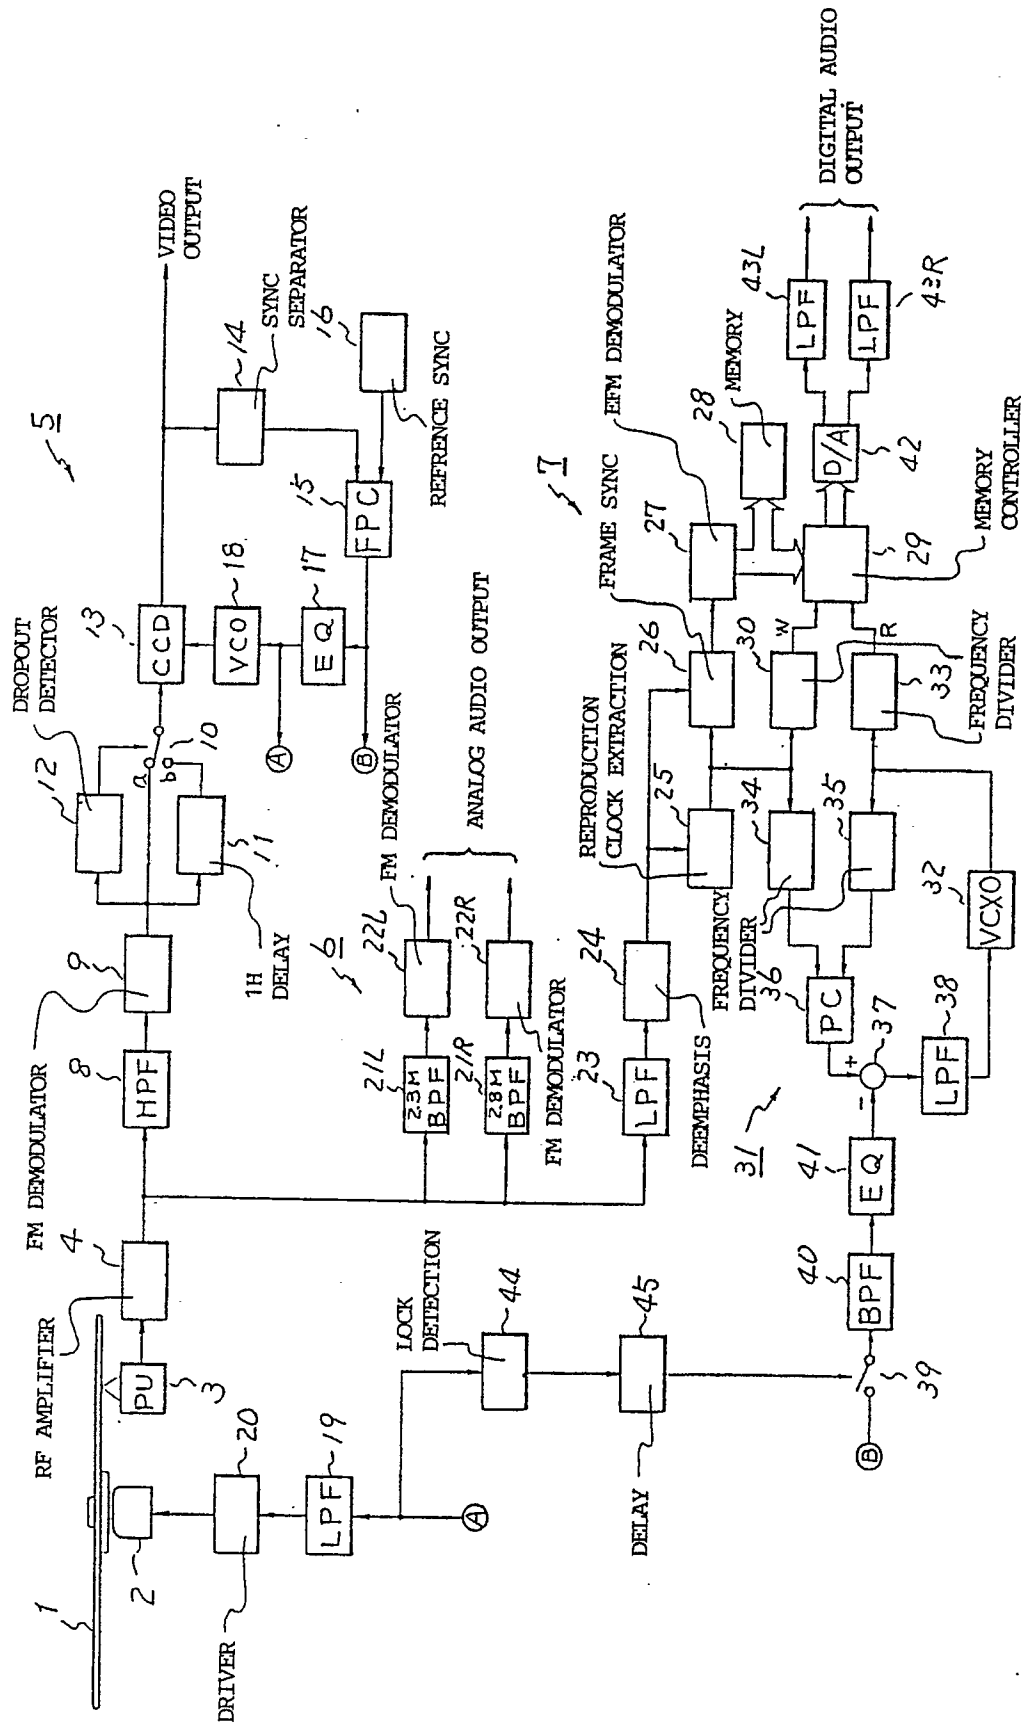 1
2
DRIVER
20
LPF
19
A
RF AMPLIFIER
PU
3
4
FM DEMODULATOR
HPF
8
9
5
DROPOUT
DETECTOR
12
a
b
10
11
1H
DELAY
13
CCD
VIDEO
OUTPUT
14
SYNC
SEPARATOR
16
REFRENCE SYNC
15
FPC
18
VCO
17
EQ
A
B
6
2.3M
BPF
21L
22L
FM DEMODULATOR
2.8M
BPF
21R
22R
FM DEMODULATOR
ANALOG AUDIO OUTPUT
7
23
LPF
24
DEEMPHASIS
REPRODUCTION
CLOCK EXTRACTION
25
26
FRAME SYNC
27
EFM DEMODULATOR
28
MEMORY
29
MEMORY
CONTROLLER
30
W
R
33
FREQUENCY
DIVIDER
34
35
FREQUENCY
DIVIDER
36
PC
31
+
-
37
LPF
38
VCXO
32
D/A
42
LPF
43L
LPF
43R
DIGITAL AUDIO
OUTPUT
LOCK
DETECTION
44
45
DELAY
B
39
BPF
40
EQ
41